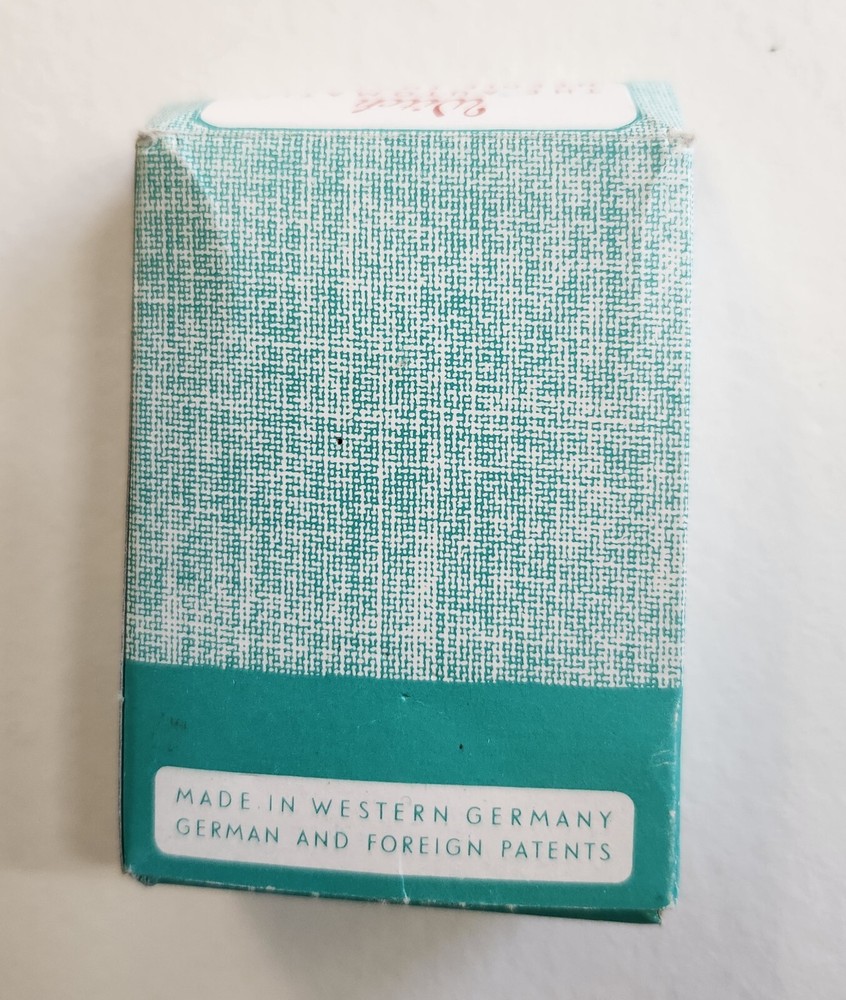 MADE IN WESTERN GERMANY
GERMAN AND FOREIGN PATENTS